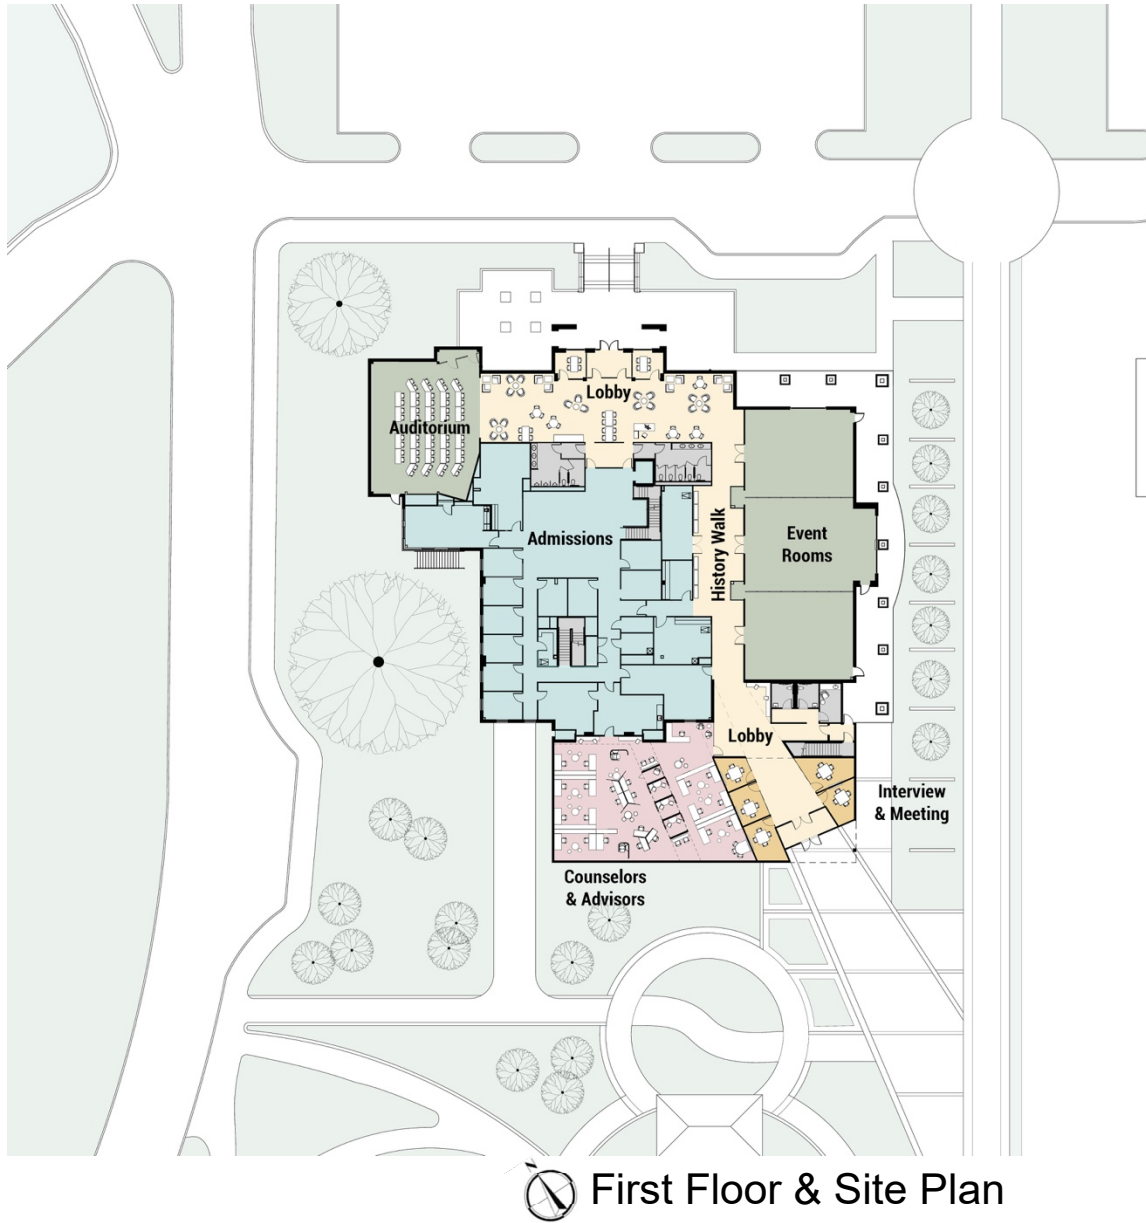 Lobby
Auditorium
Admissions
History Walk
Event
Rooms
Lobby
Interview
& Meeting
Counselors
& Advisors
First Floor & Site Plan